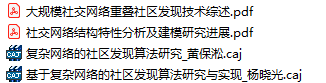 大规模社交网络重叠社区发现技术综述.pdf
社交网络结构特性分析及建模研究进展.pdf
复杂网络的社区发现算法研究_黄保淞.caj
基于复杂网络的社区发现算法研究与实现_杨晓光.caj